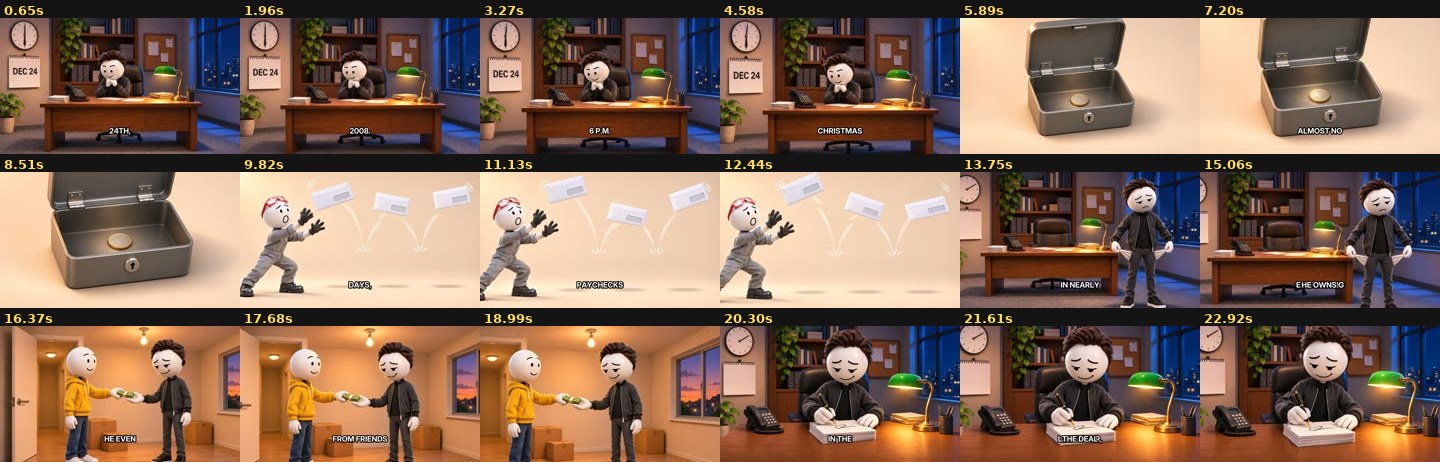 0.65s
1.96s
3.27s
4.58s
5.89s
7.20s
DEC 24
DEC 24
DEC 24
DEC 24
24TH,
2008.
6 P.M.
CHRISTMAS
ALMOST NO
8.51s
9.82s
11.13s
12.44s
13.75s
15.06s
DAYS,
PAYCHECKS
IN NEARLY
16.37s
17.68s
18.99s
20.30s
21.61s
22.92s
HE EVEN
FROM FRIENDS
IN THE